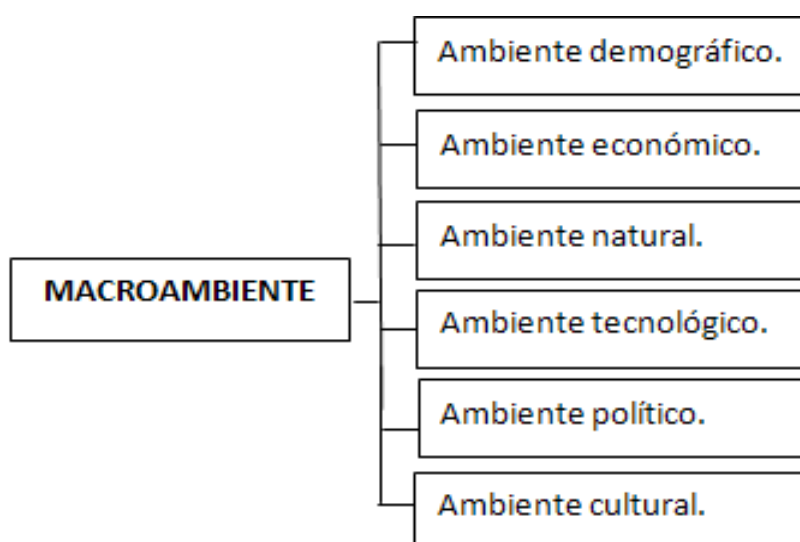 MACROAMBIENTE
Ambiente demográfico.
Ambiente económico.
Ambiente natural.
Ambiente tecnológico.
Ambiente político.
Ambiente cultural.